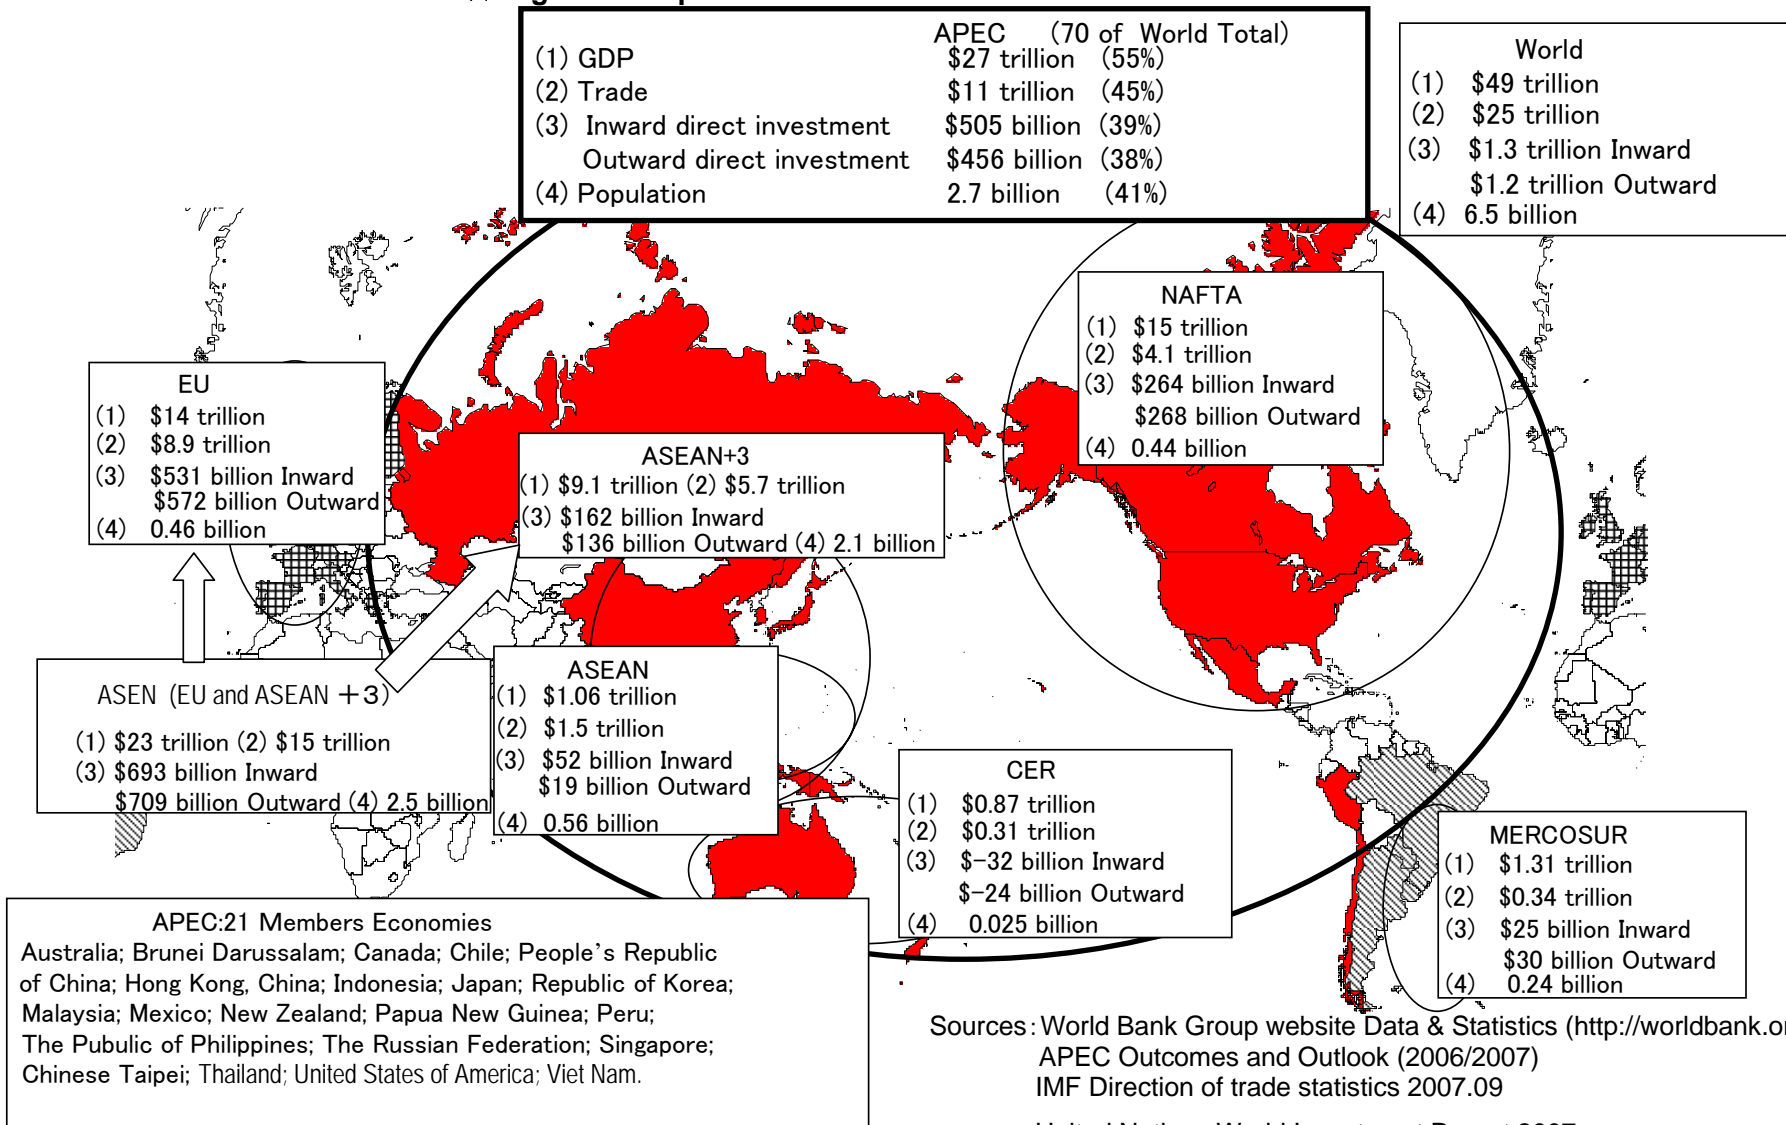 APEC (70 of World Total)
(1) GDP $27 trillion (55%)
(2) Trade $11 trillion (45%)
(3) Inward direct investment $505 billion (39%)
Outward direct investment $456 billion (38%)
(4) Population 2.7 billion (41%)
World
(1) $49 trillion
(2) $25 trillion
(3) $1.3 trillion Inward
$1.2 trillion Outward
(4) 6.5 billion
NAFTA
(1) $15 trillion
(2) $4.1 trillion
(3) $264 billion Inward
$268 billion Outward
(4) 0.44 billion
EU
(1) $14 trillion
(2) $8.9 trillion
(3) $531 billion Inward
$572 billion Outward
(4) 0.46 billion
ASEAN+3
(1) $9.1 trillion (2) $5.7 trillion
(3) $162 billion Inward
$136 billion Outward (4) 2.1 billion
ASEN (EU and ASEAN +3)
(1) $23 trillion (2) $15 trillion
(3) $693 billion Inward
$709 billion Outward (4) 2.5 billion
ASEAN
(1) $1.06 trillion
(2) $1.5 trillion
(3) $52 billion Inward
$19 billion Outward
(4) 0.56 billion
CER
(1) $0.87 trillion
(2) $0.31 trillion
(3) $-32 billion Inward
$-24 billion Outward
(4) 0.025 billion
MERCOSUR
(1) $1.31 trillion
(2) $0.34 trillion
(3) $25 billion Inward
$30 billion Outward
(4) 0.24 billion
APEC:21 Members Economies
Australia; Brunei Darussalam; Canada; Chile; People's Republic
of China; Hong Kong, China; Indonesia; Japan; Republic of Korea;
Malaysia; Mexico; New Zealand; Papua New Guinea; Peru;
The Pubulic of Philippines; The Russian Federation; Singapore;
Chinese Taipei; Thailand; United States of America; Viet Nam.
Sources: World Bank Group website Data & Statistics (http://worldbank.or
APEC Outcomes and Outlook (2006/2007)
IMF Direction of trade statistics 2007.09